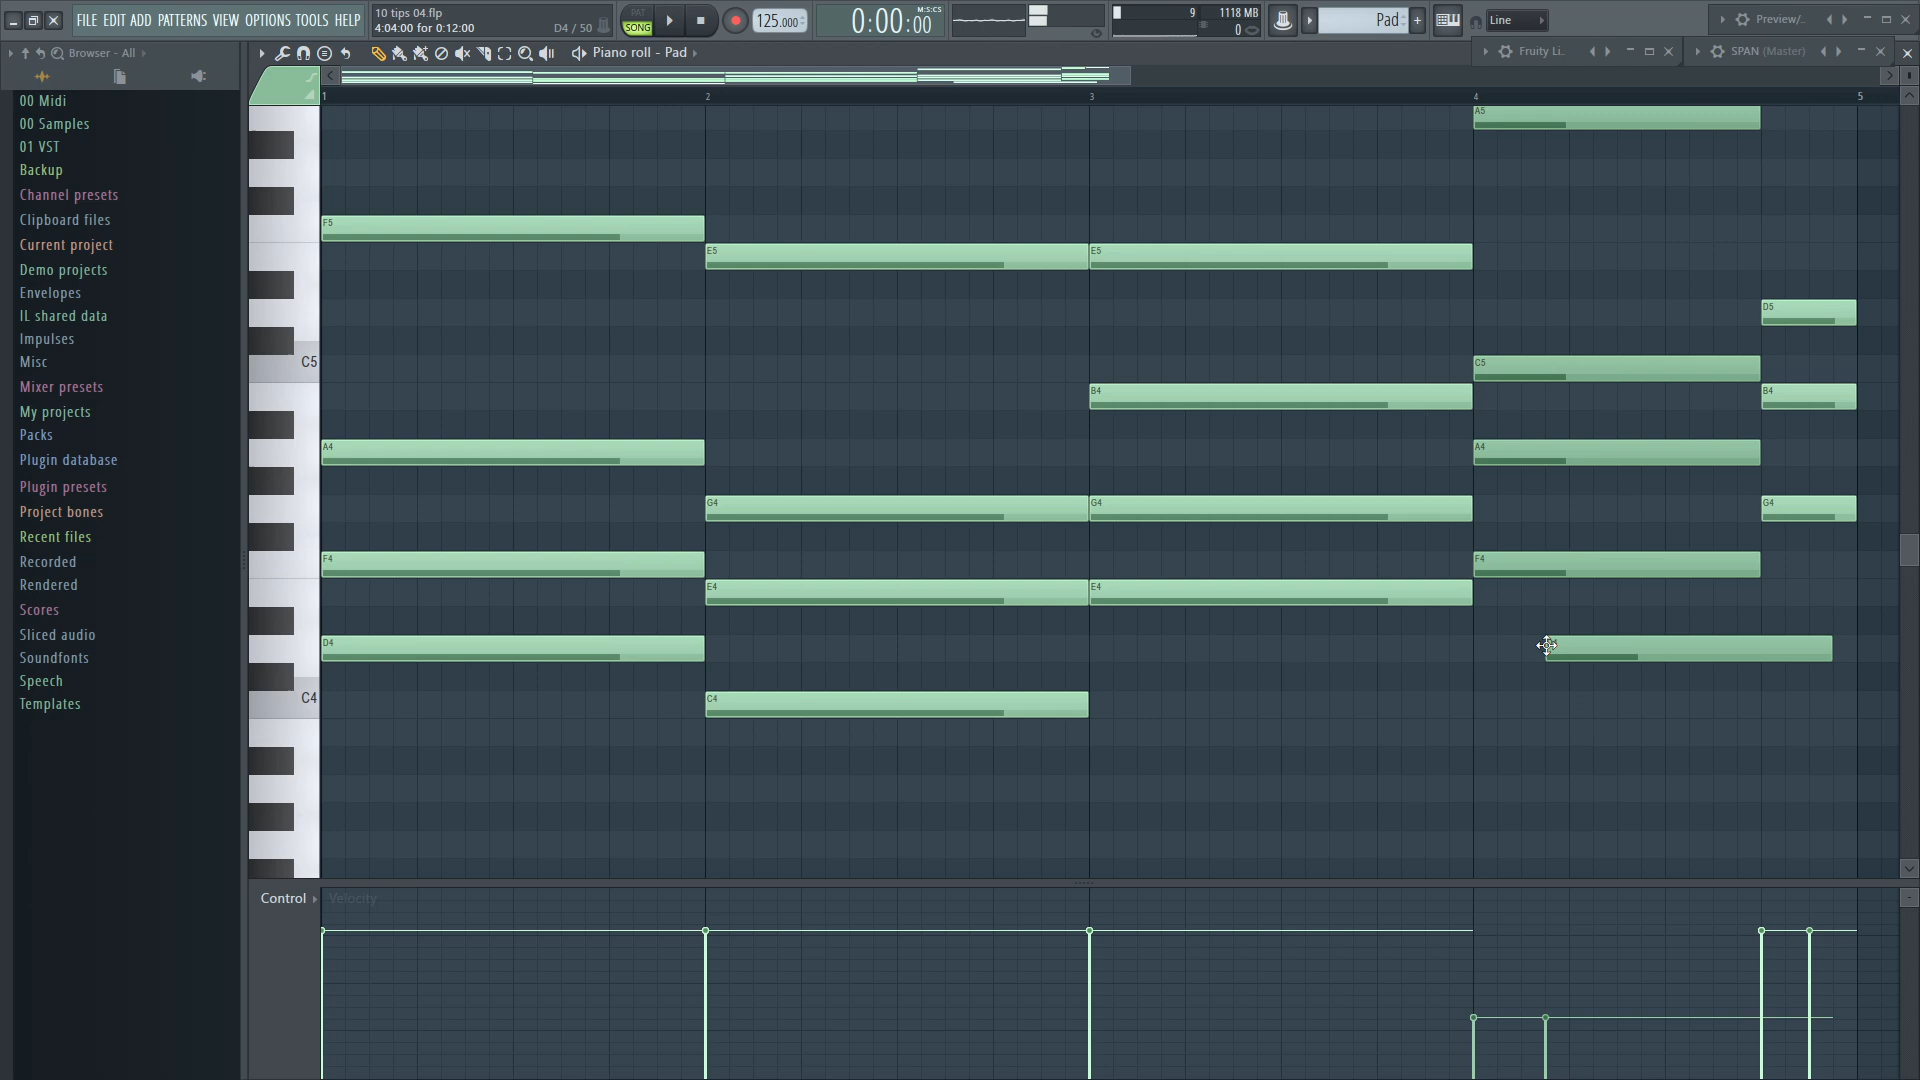 FILE EDIT ADD PATTERNS VIEW OPTIONS TOOLS HELP
10 tips 04.flp
4:04:00 for 0:12:00
D4 / 50
PAT
SONG
125.000
0:00:00
M:S:CS
9
1118 MB
0
Pad
Line
Preview/..
Browser - All
Piano roll - Pad
Fruity Li..
SPAN (Master)
00 Midi
00 Samples
01 VST
Backup
Channel presets
Clipboard files
Current project
Demo projects
Envelopes
IL shared data
Impulses
Misc
Mixer presets
My projects
Packs
Plugin database
Plugin presets
Project bones
Recent files
Recorded
Rendered
Scores
Sliced audio
Soundfonts
Speech
Templates
1
2
3
4
5
A5
F5
E5
E5
D5
C5
C5
B4
B4
A4
A4
G4
G4
G4
F4
F4
E4
E4
D4
C4
C4
Control
Velocity